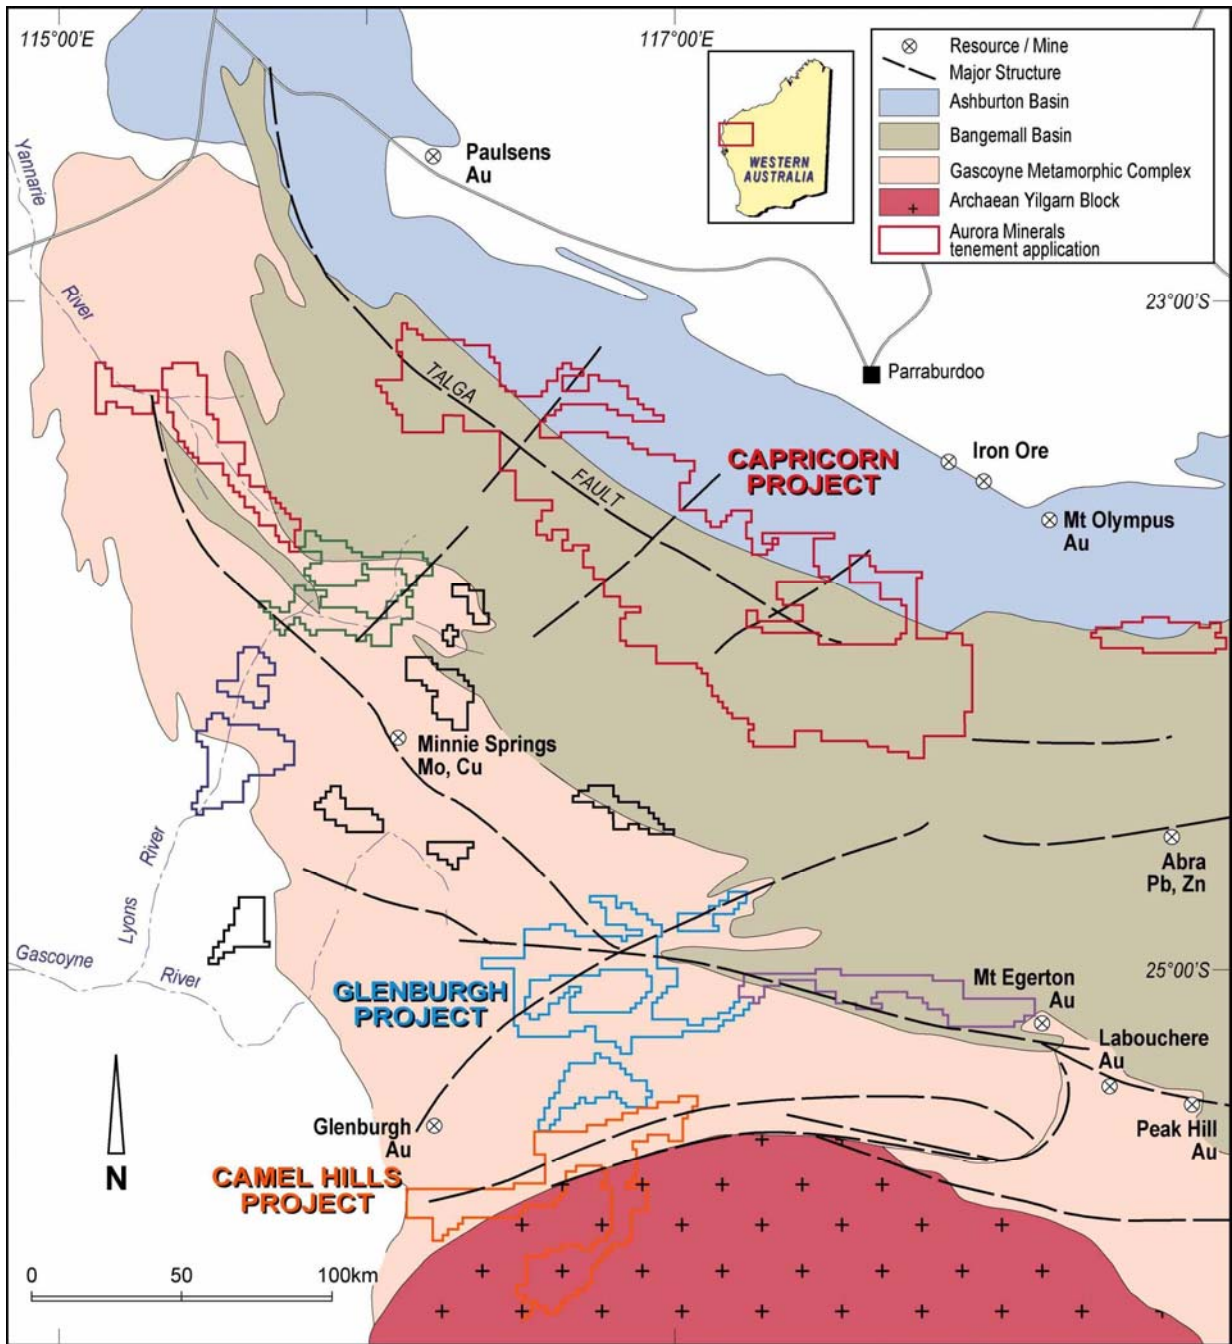 115°00'E
117°00'E
Resource / Mine
Major Structure
Ashburton Basin
Bangemall Basin
Gascoyne Metamorphic Complex
Archaean Yilgarn Block
Aurora Minerals
tenement application
WESTERN
AUSTRALIA
Paulsens
Au
Yannarie
River
23°00'S
Parraburdoo
TALGA
FAULT
CAPRICORN
PROJECT
Iron Ore
Mt Olympus
Au
Minnie Springs
Mo, Cu
Abra
Pb, Zn
Lyons
River
Gascoyne
River
25°00'S
GLENBURGH
PROJECT
Mt Egerton
Au
Labouchere
Au
Peak Hill
Au
Glenburgh
Au
CAMEL HILLS
PROJECT
N
0
50
100km